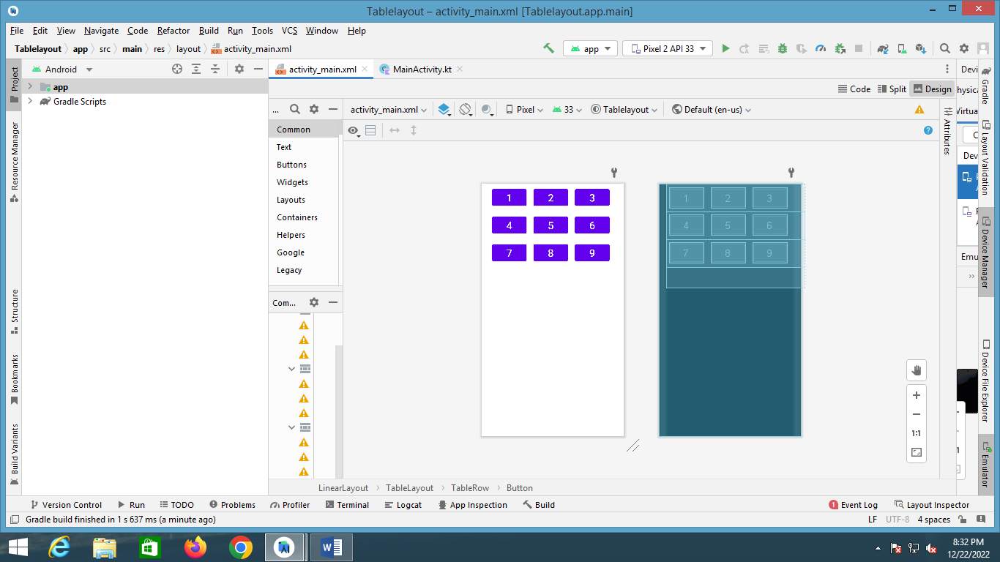 Tablelayout – activity_main.xml [Tablelayout.app.main]
File Edit View Navigate Code Refactor Build Run Tools VCS Window Help
Tablelayout app src main res layout activity_main.xml
app Pixel 2 API 33
Project
Resource Manager
Structure
Bookmarks
Build Variants
Android
app
Gradle Scripts
activity_main.xml MainActivity.kt
Code Split Design
... activity_main.xml Pixel 33 Tablelayout Default (en-us)
Common
Text
Buttons
Widgets
Layouts
Containers
Helpers
Google
Legacy
Com...
1 2 3
4 5 6
7 8 9
1 2 3
4 5 6
7 8 9
1:1
Attributes
Devi
hysica
Virtua
C
Dev
Emu
Gradle
Layout Validation
Device Manager
Device File Explorer
Emulator
LinearLayout TableLayout TableRow Button
Version Control Run TODO Problems Profiler Terminal Logcat App Inspection Build 1 Event Log Layout Inspector
Gradle build finished in 1 s 637 ms (a minute ago) LF UTF-8 4 spaces
8:32 PM
12/22/2022